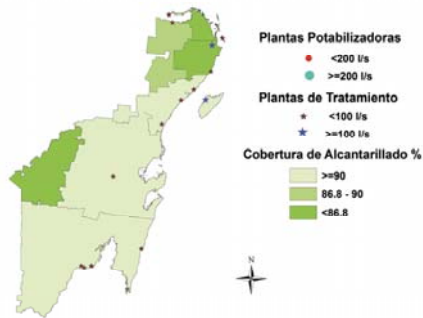 Plantas Potabilizadoras
<200 l/s
>=200 l/s
Plantas de Tratamiento
<100 l/s
>=100 l/s
Cobertura de Alcantarillado %
>=90
86.8 - 90
<86.8
N